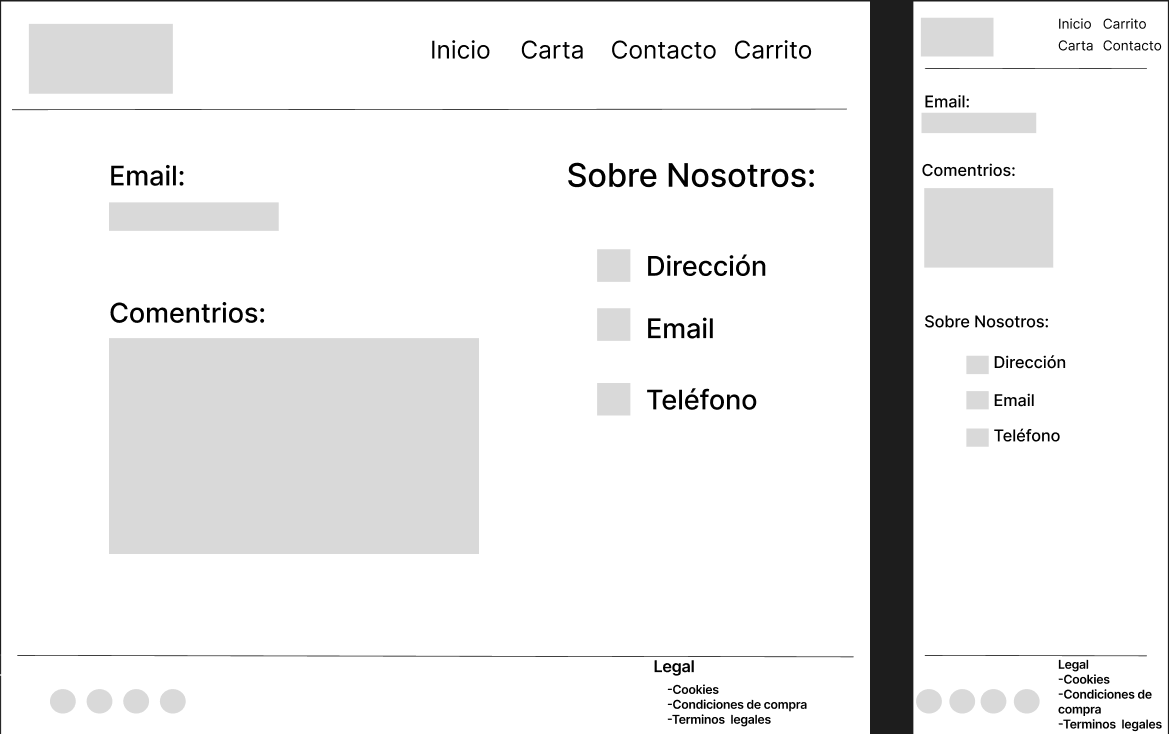 Inicio Carta Contacto Carrito
Email:
Comentrios:
Sobre Nosotros:
Dirección
Email
Teléfono
Legal
-Cookies
-Condiciones de compra
-Terminos legales
Inicio Carrito
Carta Contacto
Email:
Comentrios:
Sobre Nosotros:
Dirección
Email
Teléfono
Legal
-Cookies
-Condiciones de
compra
-Terminos legales